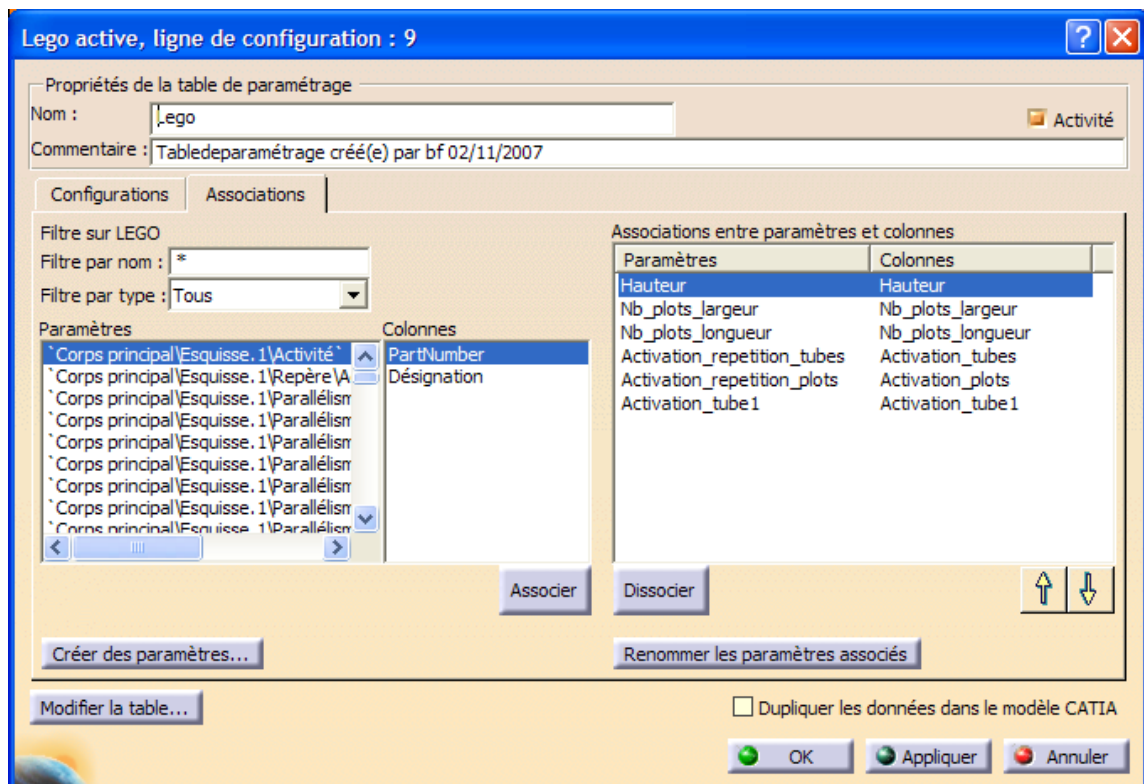 Lego active, ligne de configuration : 9
Propriétés de la table de paramétrage
Nom : Lego
Activité
Commentaire : Tabledeparamétrage créé(e) par bf 02/11/2007
Configurations Associations
Filtre sur LEGO
Filtre par nom : *
Filtre par type : Tous
Paramètres
`Corps principal\Esquisse.1\Activité`
`Corps principal\Esquisse.1\Repère\A
`Corps principal\Esquisse.1\Parallélism
`Corps principal\Esquisse.1\Parallélism
`Corps principal\Esquisse.1\Parallélism
`Corps principal\Esquisse.1\Parallélism
`Corps principal\Esquisse.1\Parallélism
`Corps principal\Esquisse.1\Parallélism
`Corps principal\Esquisse.1\Parallélism
Colonnes
PartNumber
Désignation
Associer
Associations entre paramètres et colonnes
Paramètres Colonnes
Hauteur Hauteur
Nb_plots_largeur Nb_plots_largeur
Nb_plots_longueur Nb_plots_longueur
Activation_repetition_tubes Activation_tubes
Activation_repetition_plots Activation_plots
Activation_tube1 Activation_tube1
Dissocier
Créer des paramètres...
Renommer les paramètres associés
Modifier la table...
Dupliquer les données dans le modèle CATIA
OK Appliquer Annuler